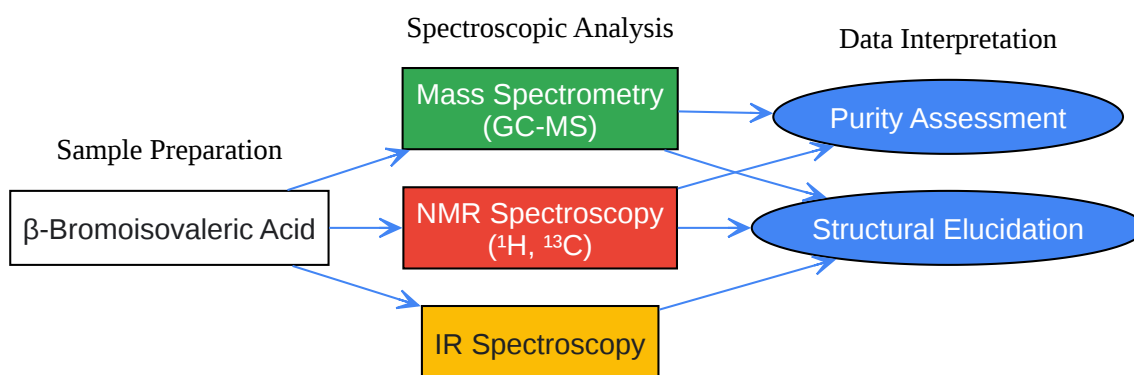 Spectroscopic Analysis
Data Interpretation
Mass Spectrometry
(GC-MS)
Purity Assessment
Sample Preparation
β-Bromoisovaleric Acid
NMR Spectroscopy
(¹H, ¹³C)
Structural Elucidation
IR Spectroscopy